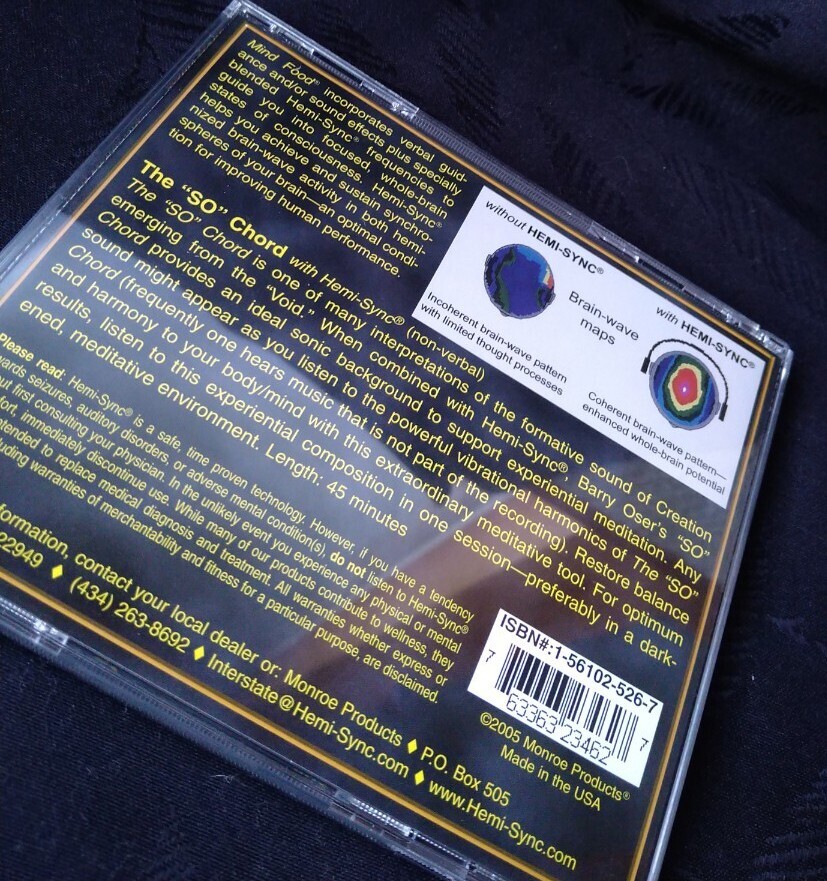 Mind Food® incorporates verbal guid-
ance and/or sound effects plus specially
blended Hemi-Sync® frequencies to
guide you into focused, whole-brain
states of consciousness. Hemi-Sync®
helps you achieve and sustain synchro-
nized brain-wave activity in both hemi-
spheres of your brain—an optimal condi-
tion for improving human performance.
without HEMI-SYNC®
Incoherent brain-wave pattern
with limited thought processes
Brain-wave
maps
with HEMI-SYNC®
Coherent brain-wave pattern—
enhanced whole-brain potential
The "SO" Chord with Hemi-Sync® (non-verbal)
The "SO" Chord is one of many interpretations of the formative sound of Creation
emerging from the "Void." When combined with Hemi-Sync®, Barry Oser's "SO"
Chord provides an ideal sonic background to support experiential meditation. Any
sound might appear as you listen to the powerful vibrational harmonics of The "SO"
Chord (frequently one hears music that is not part of the recording). Restore balance
and harmony to your body/mind with this extraordinary meditative tool. For optimum
results, listen to this experiential composition in one session—preferably in a dark-
ened, meditative environment. Length: 45 minutes
Please read: Hemi-Sync® is a safe, time proven technology. However, if you have a tendency
wards seizures, auditory disorders, or adverse mental condition(s), do not listen to Hemi-Sync®
out first consulting your physician. In the unlikely event you experience any physical or mental
fort, immediately discontinue use. While many of our products contribute to wellness, they
ntended to replace medical diagnosis and treatment. All warranties whether express or
luding warranties of merchantability and fitness for a particular purpose, are disclaimed.
formation, contact your local dealer or: Monroe Products ♦ P.O. Box 505
22949 ♦ (434) 263-8692 ♦ Interstate@Hemi-Sync.com ♦ www.Hemi-Sync.com
ISBN#:1-56102-526-7
7 63363 23462 7
©2005 Monroe Products®
Made in the USA